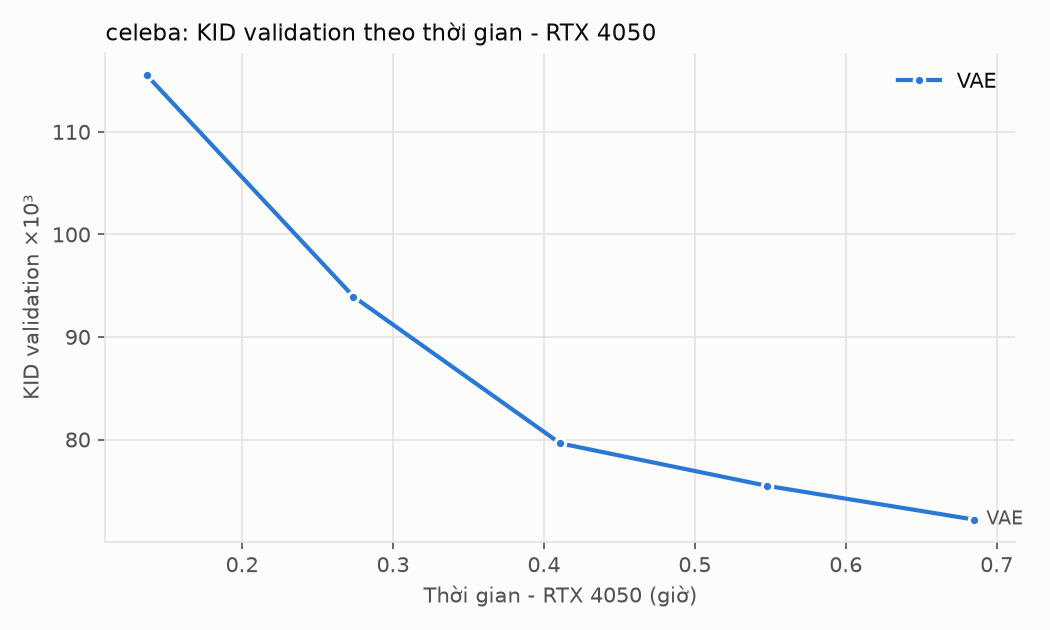 celeba: KID validation theo thời gian - RTX 4050
VAE
110
100
90
80
KID validation ×10³
VAE
0.2 0.3 0.4 0.5 0.6 0.7
Thời gian - RTX 4050 (giờ)